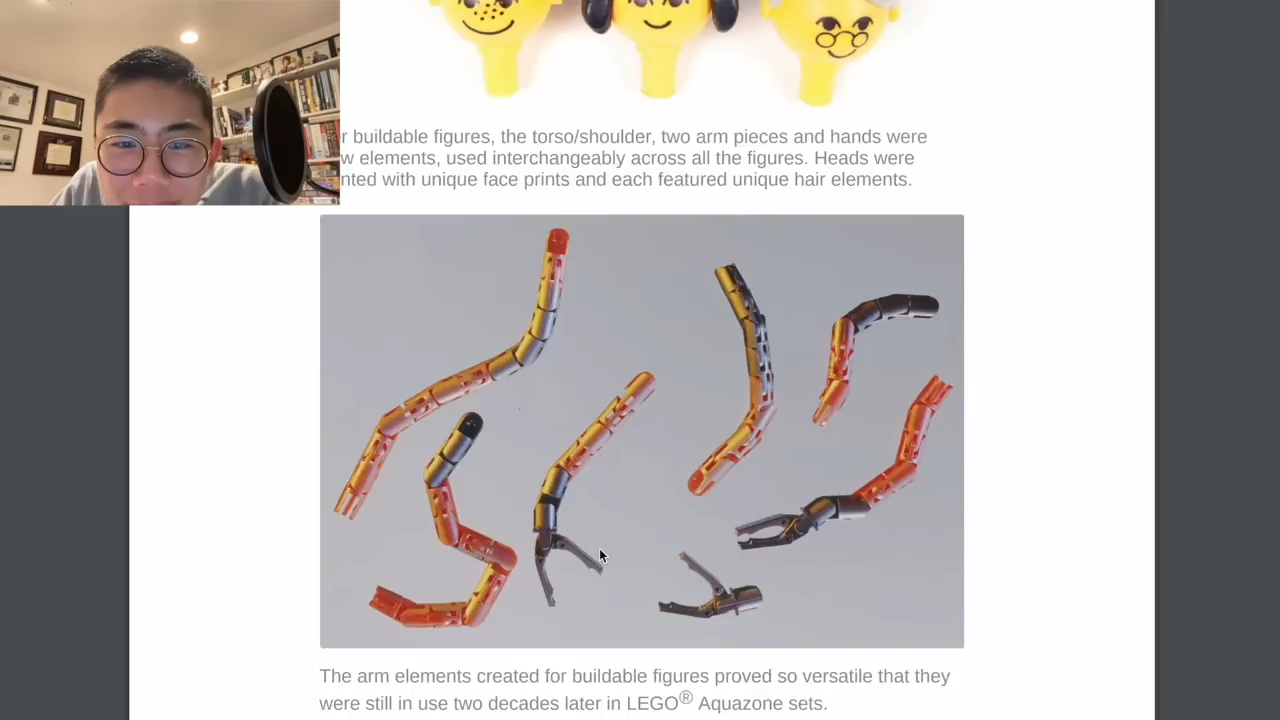 r buildable figures, the torso/shoulder, two arm pieces and hands were
w elements, used interchangeably across all the figures. Heads were
nted with unique face prints and each featured unique hair elements.
The arm elements created for buildable figures proved so versatile that they
were still in use two decades later in LEGO® Aquazone sets.